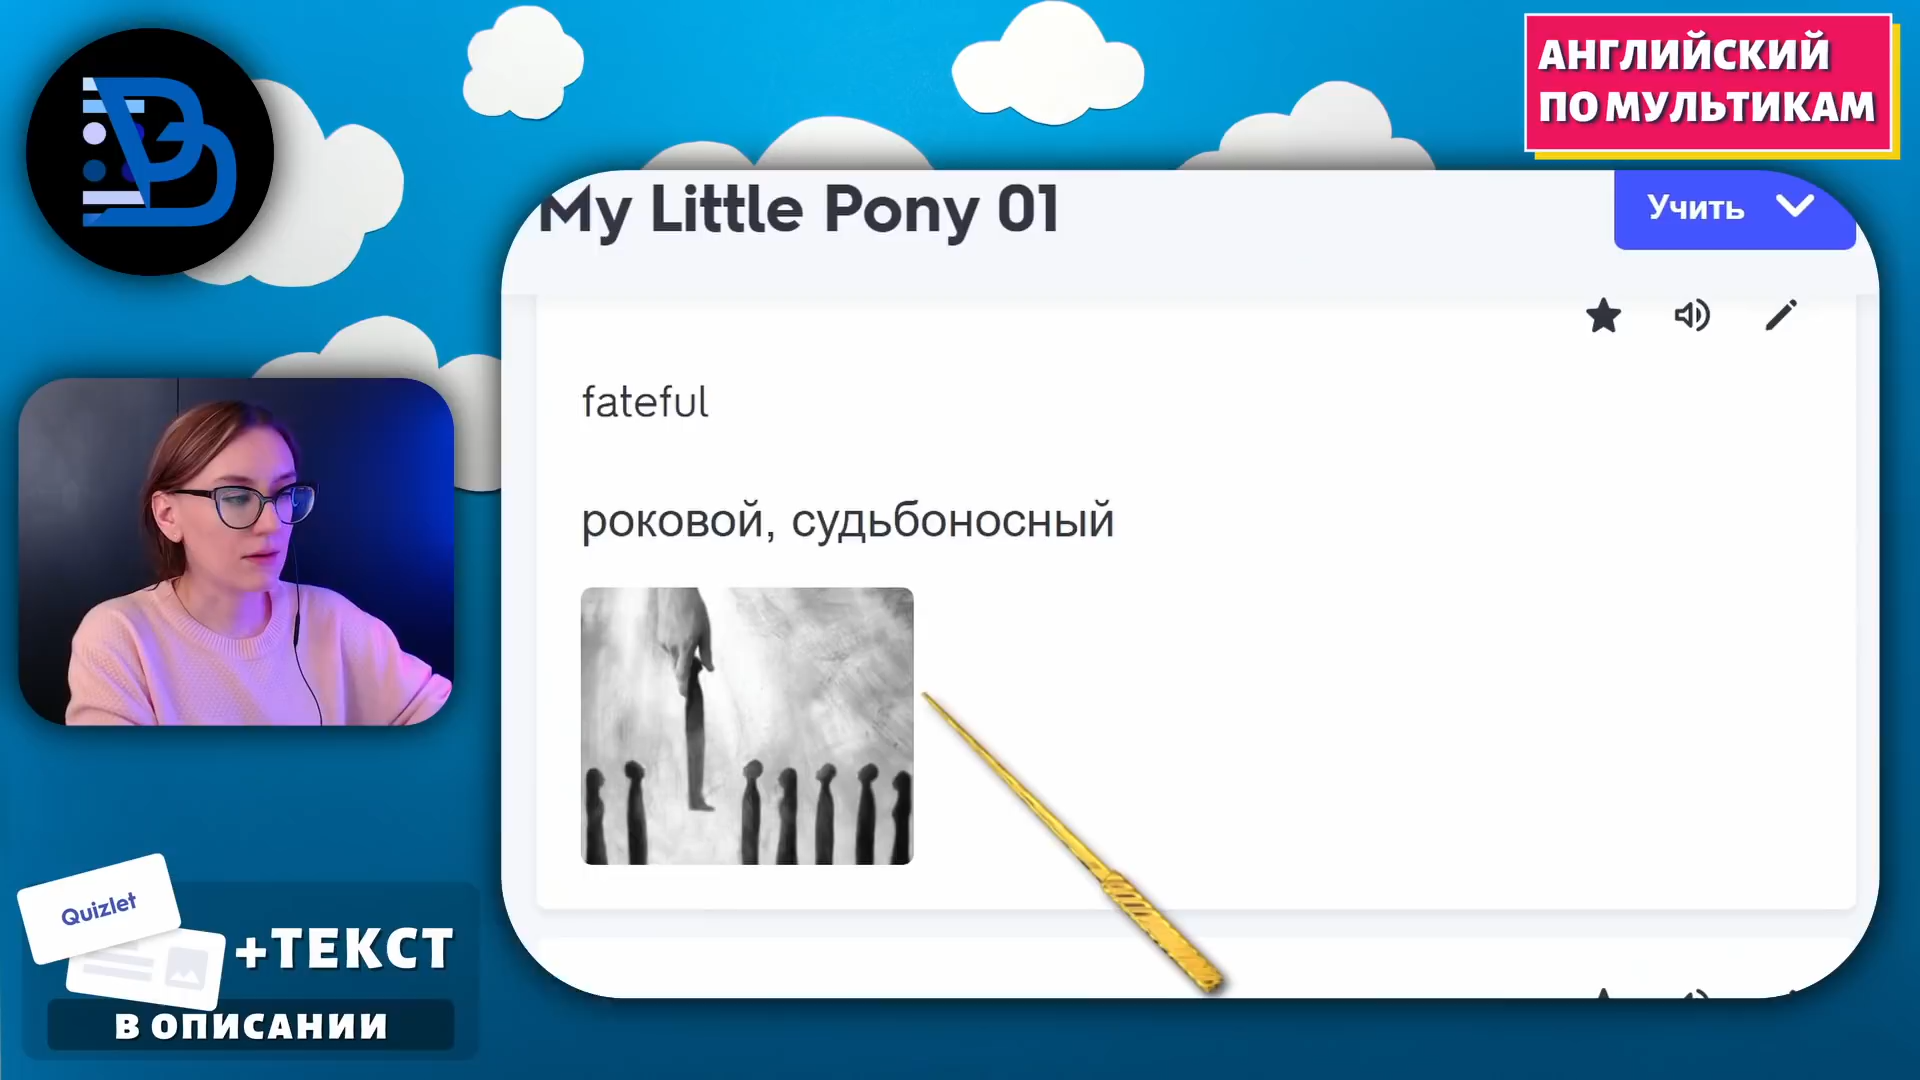 АНГЛИЙСКИЙ
ПО МУЛЬТИКАМ
My Little Pony 01
Учить
fateful
роковой, судьбоносный
Quizlet
+ТЕКСТ
В ОПИСАНИИ